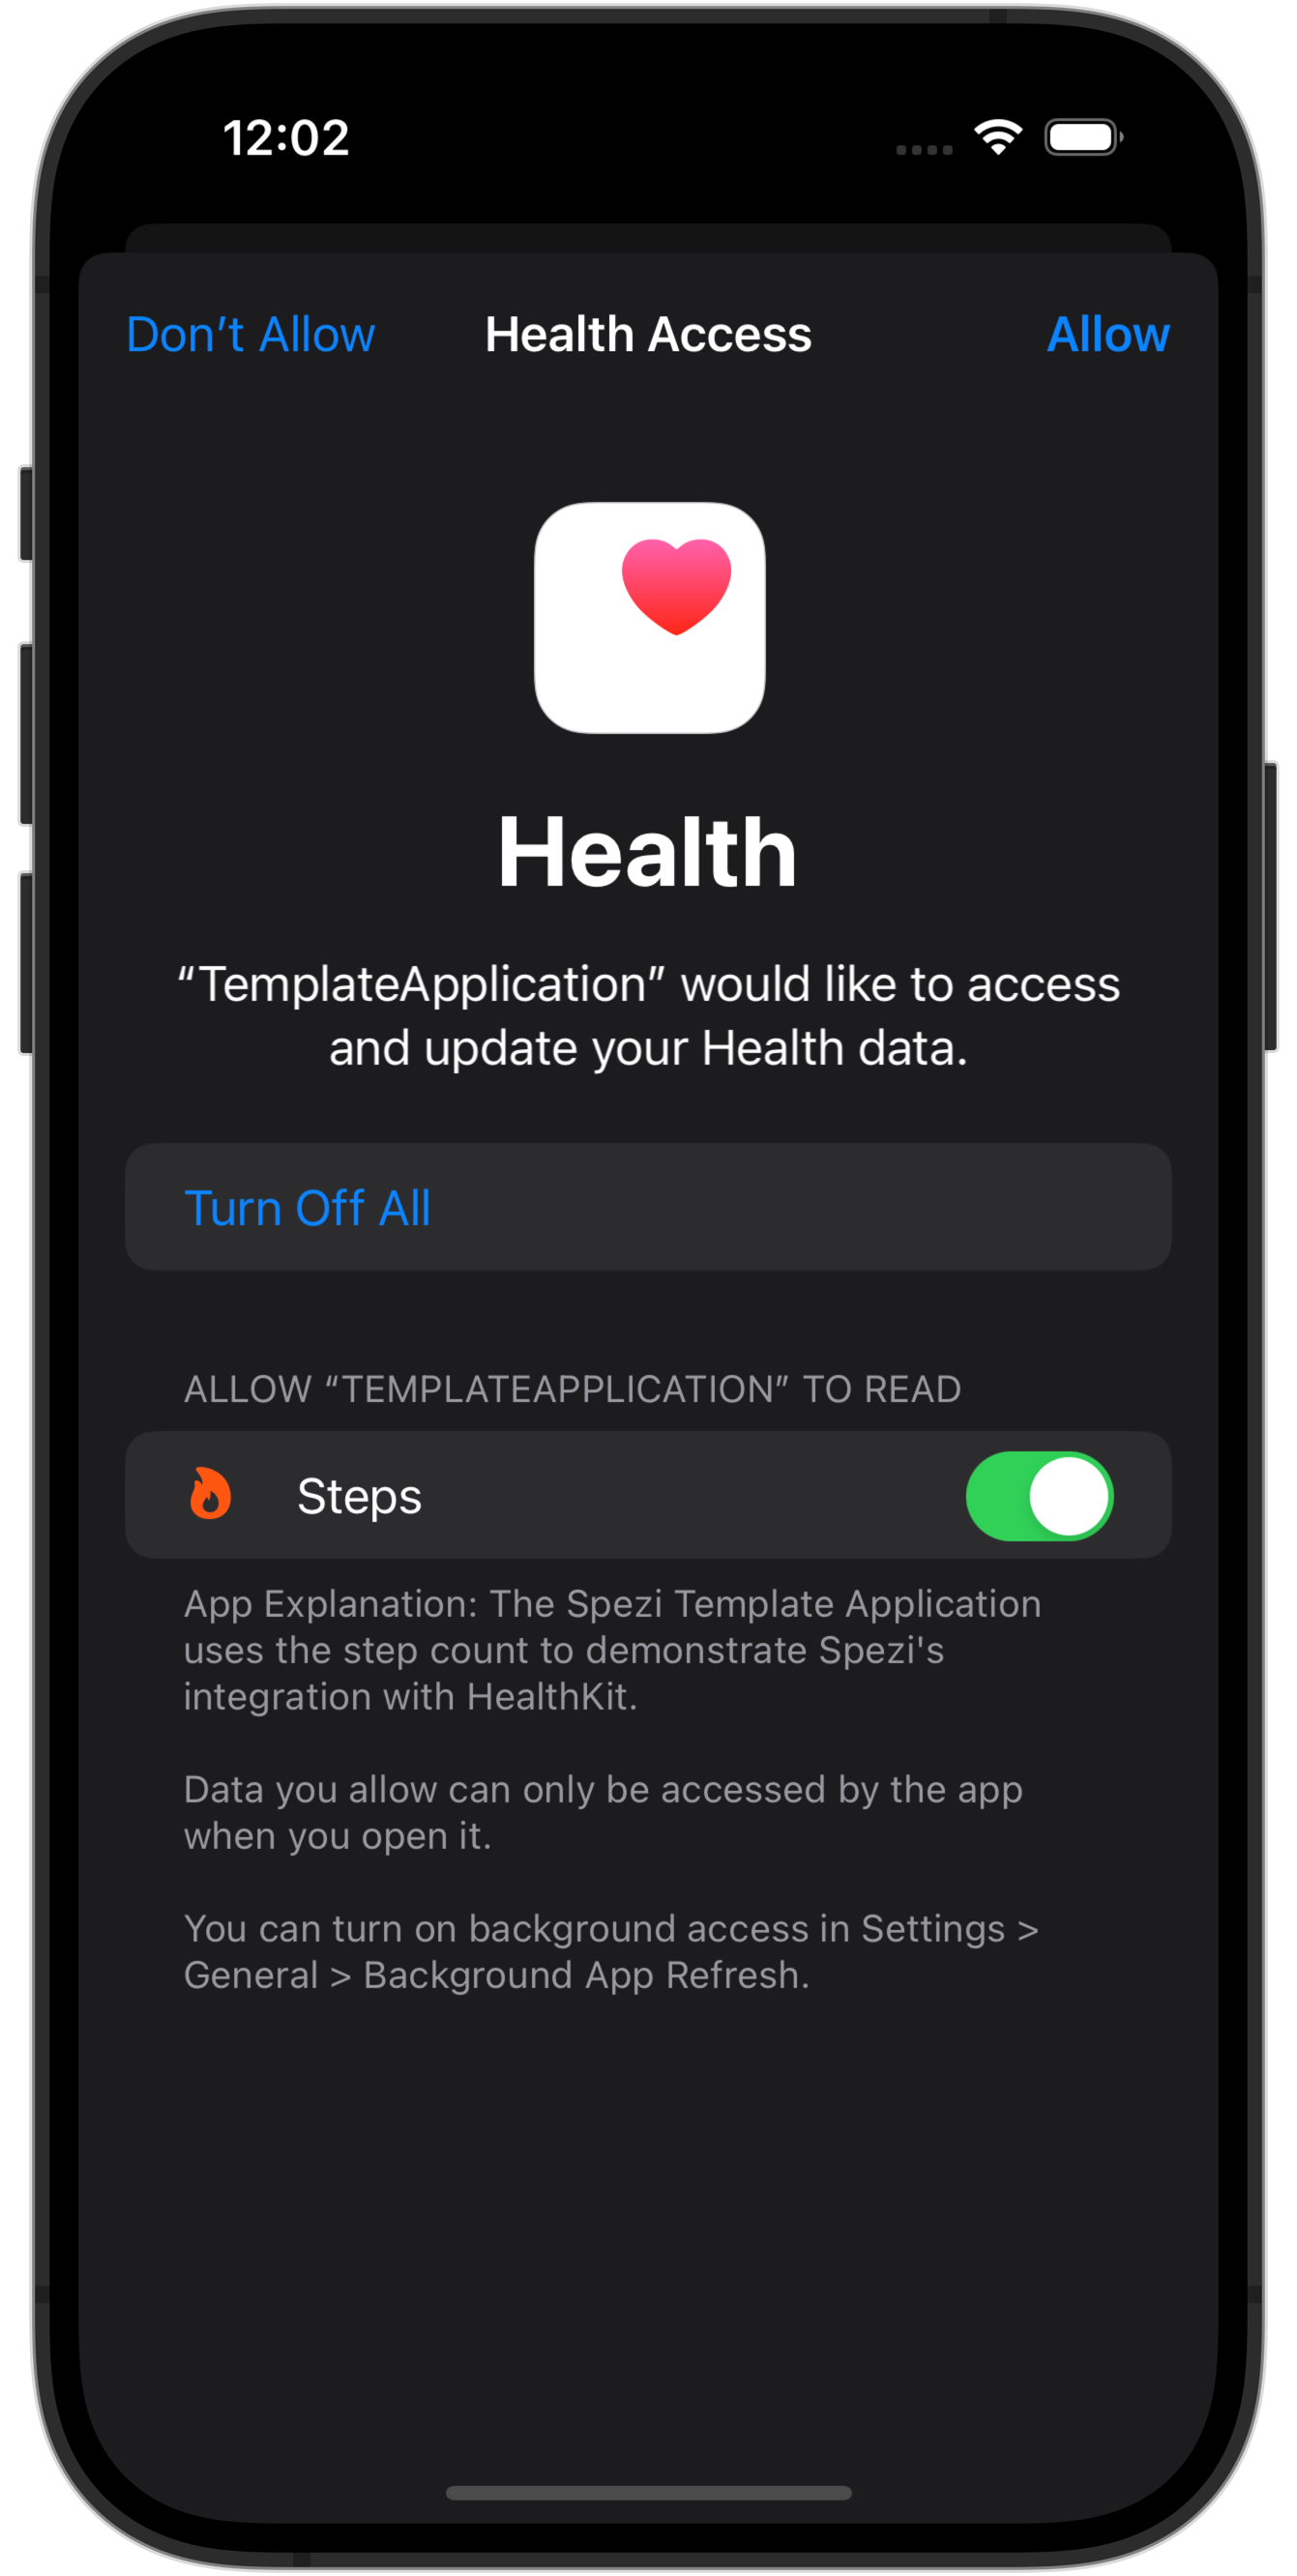 12:02
Don’t Allow
Health Access
Allow
Health
“TemplateApplication” would like to access
and update your Health data.
Turn Off All
ALLOW “TEMPLATEAPPLICATION” TO READ
Steps
App Explanation: The Spezi Template Application
uses the step count to demonstrate Spezi's
integration with HealthKit.
Data you allow can only be accessed by the app
when you open it.
You can turn on background access in Settings >
General > Background App Refresh.